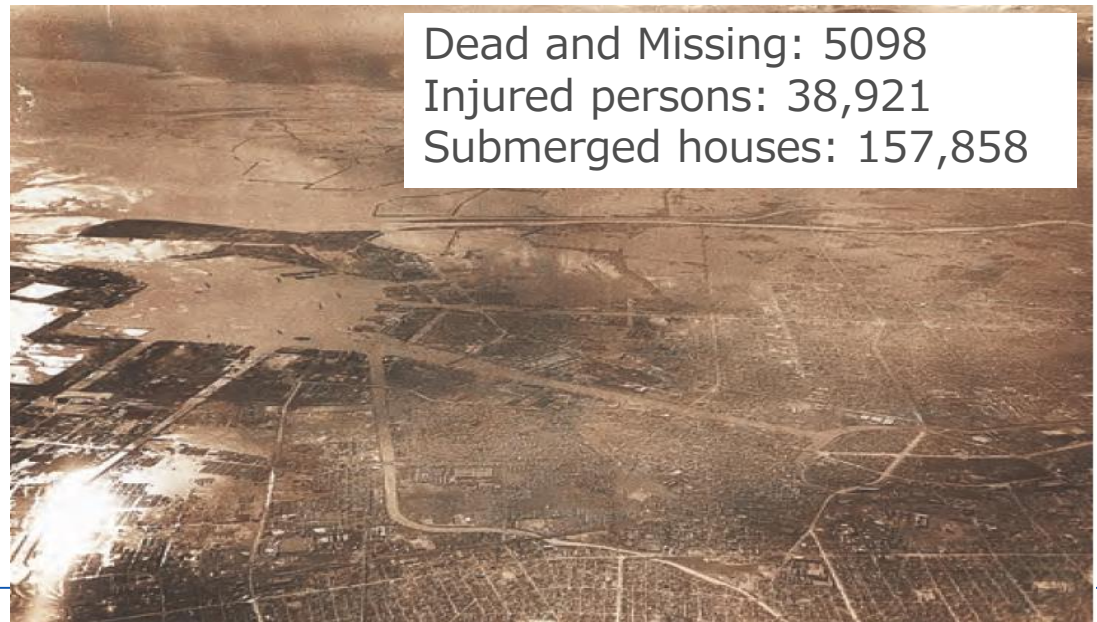 Dead and Missing: 5098
Injured persons: 38,921
Submerged houses: 157,858